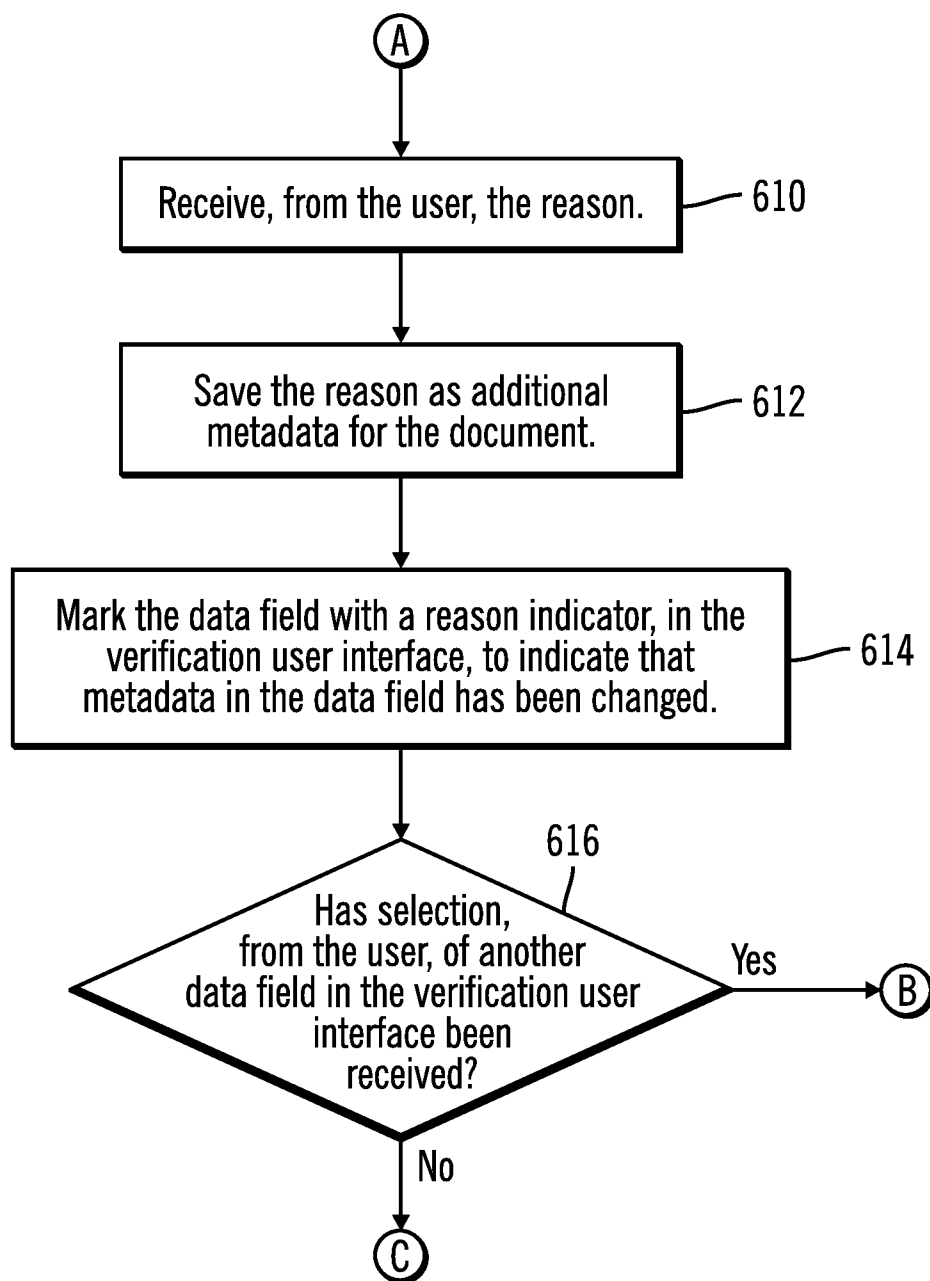 A
Receive, from the user, the reason.
610
Save the reason as additional
metadata for the document.
612
Mark the data field with a reason indicator, in the
verification user interface, to indicate that
metadata in the data field has been changed.
614
616
Has selection,
from the user, of another
data field in the verification user
interface been
received?
Yes
B
No
C